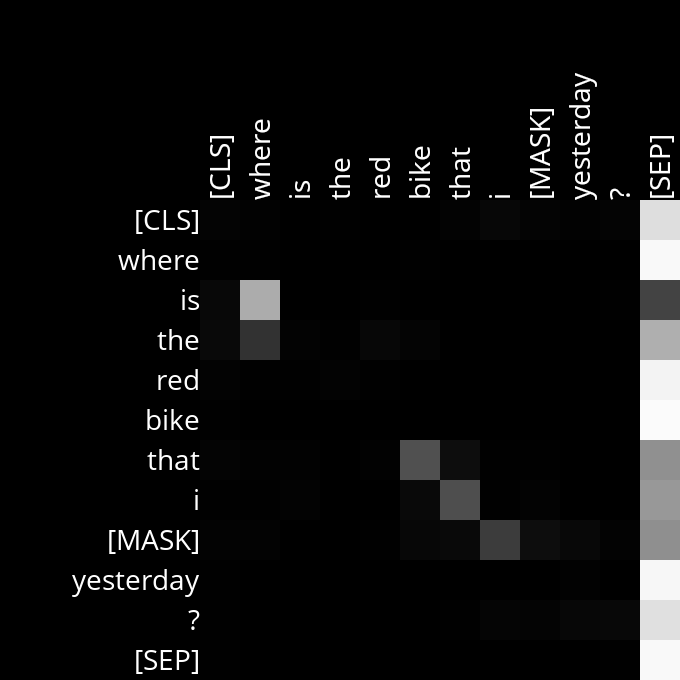 [CLS] where is the red bike that i [MASK] yesterday ? [SEP]
[CLS]
where
is
the
red
bike
that
i
[MASK]
yesterday
?
[SEP]